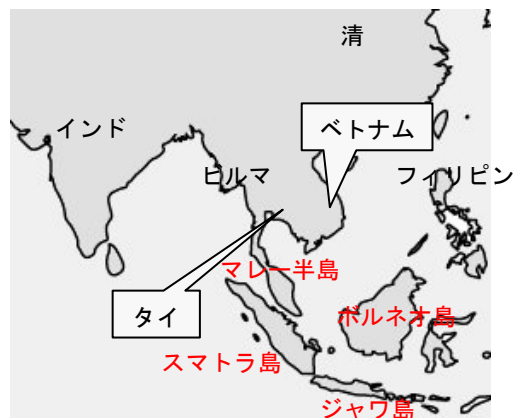 清
インド
ベトナム
ビルマ
フィリピン
マレー半島
タイ
ボルネオ島
スマトラ島
ジャワ島